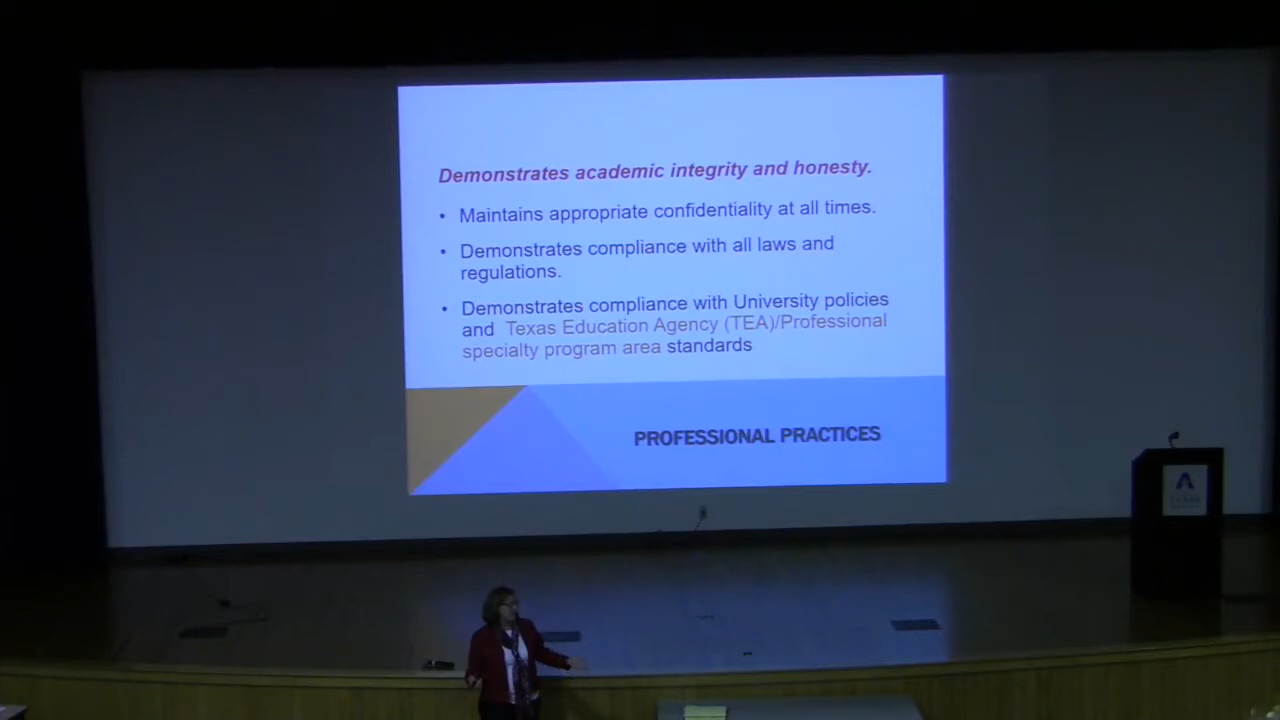 Demonstrates academic integrity and honesty.
• Maintains appropriate confidentiality at all times.
• Demonstrates compliance with all laws and
regulations.
• Demonstrates compliance with University policies
and Texas Education Agency (TEA)/Professional
specialty program area standards
PROFESSIONAL PRACTICES